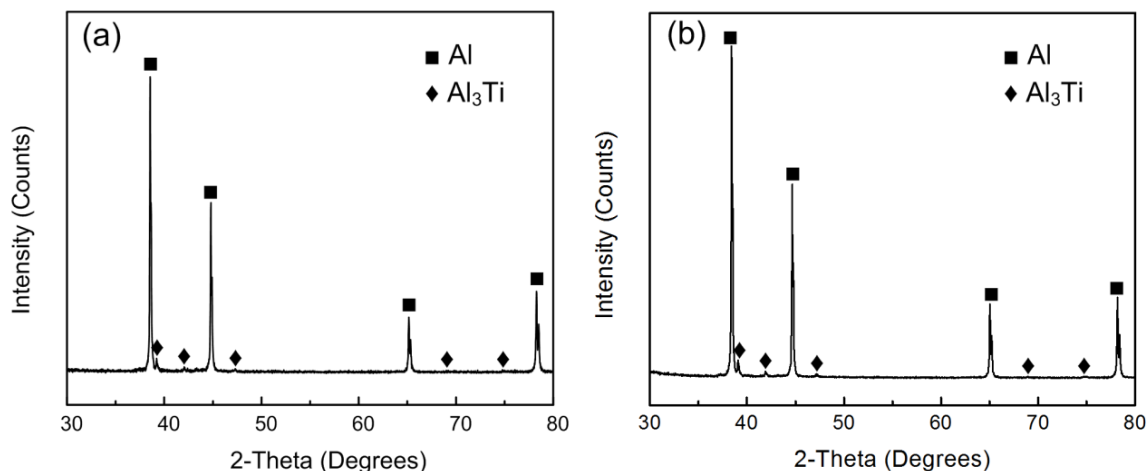 (a)
■ Al
♦ Al₃Ti
Intensity (Counts)
30 40 50 60 70 80
2-Theta (Degrees)
(b)
■ Al
♦ Al₃Ti
Intensity (Counts)
30 40 50 60 70 80
2-Theta (Degrees)